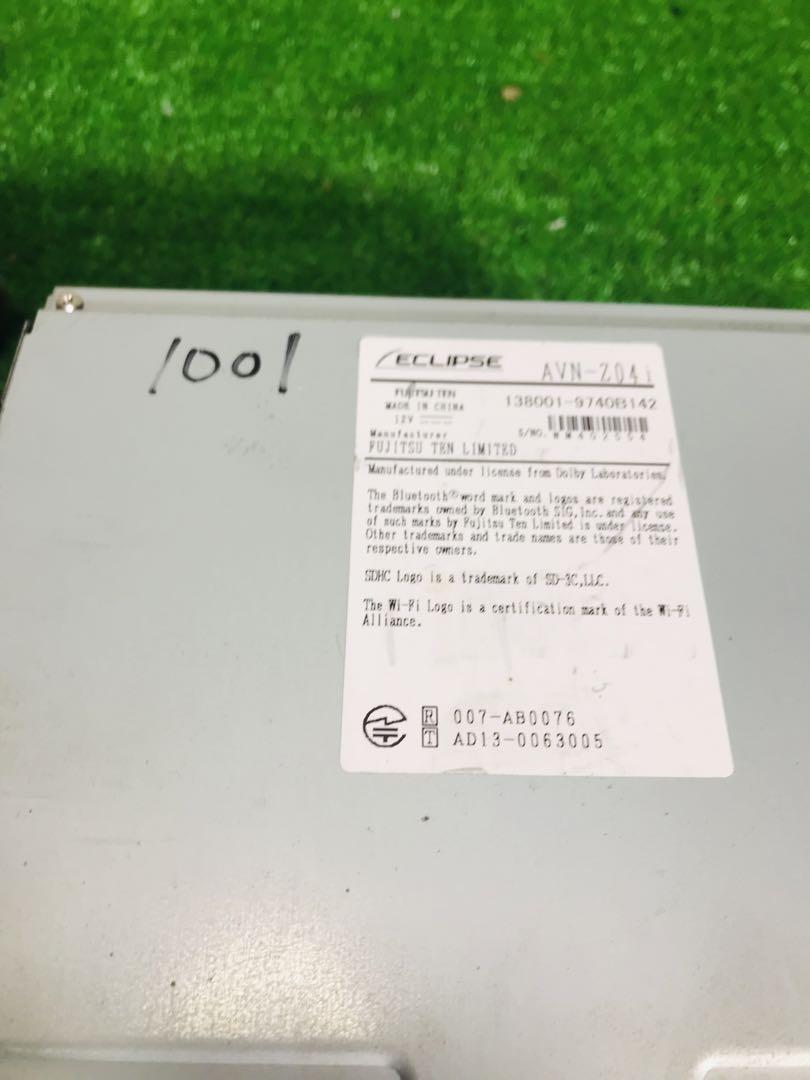 1001
ECLIPSE AVN-Z04i
FUJITSU TEN
MADE IN CHINA
138001-9740B142
12V
S/NO.
Manufacturer
FUJITSU TEN LIMITED
Manufactured under license from Dolby Laboratories.
The Bluetooth® word mark and logos are registered
trademarks owned by Bluetooth SIG,Inc. and any use
of such marks by Fujitsu Ten Limited is under license.
Other trademarks and trade names are those of their
respective owners.
SDHC Logo is a trademark of SD-3C,LLC.
The Wi-Fi Logo is a certification mark of the Wi-Fi
Alliance.
R 007-AB0076
T AD13-0063005